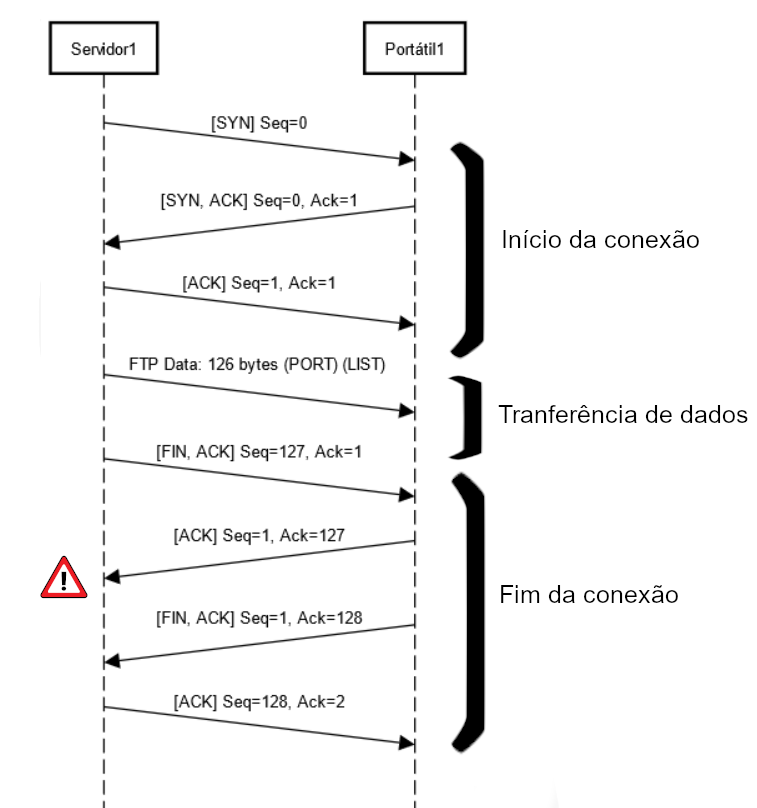 Servidor1
Portátil1
[SYN] Seq=0
[SYN, ACK] Seq=0, Ack=1
Início da conexão
[ACK] Seq=1, Ack=1
FTP Data: 126 bytes (PORT) (LIST)
Tranferência de dados
[FIN, ACK] Seq=127, Ack=1
[ACK] Seq=1, Ack=127
!
Fim da conexão
[FIN, ACK] Seq=1, Ack=128
[ACK] Seq=128, Ack=2